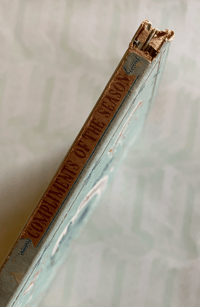 COMPLIMENTS OF THE SEASON